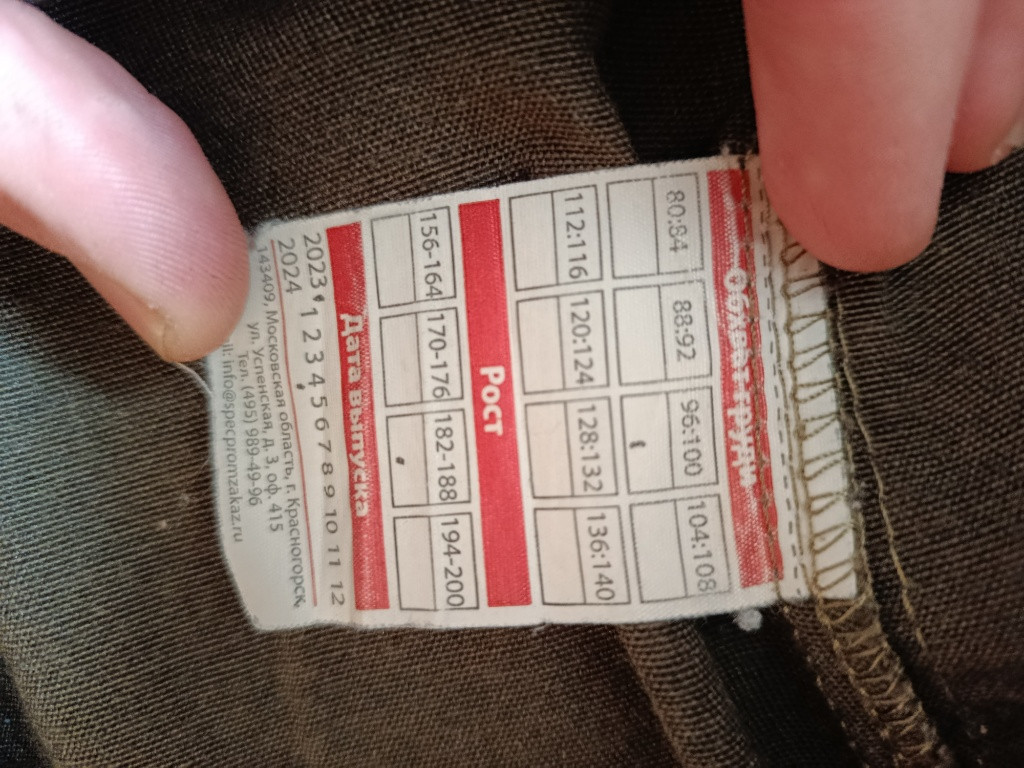 Обхват груди
80:84 88:92 96:100 104:108
112:116 120:124 128:132 136:140
Рост
156-164 170-176 182-188 194-200
Дата выпуска
2023 1 2 3 4 5 6 7 8 9 10 11 12
2024
143409, Московская область, г. Красногорск,
ул. Успенская, д. 3, оф. 415
Тел. (495) 989-49-96
il: info@specpromzakaz.ru